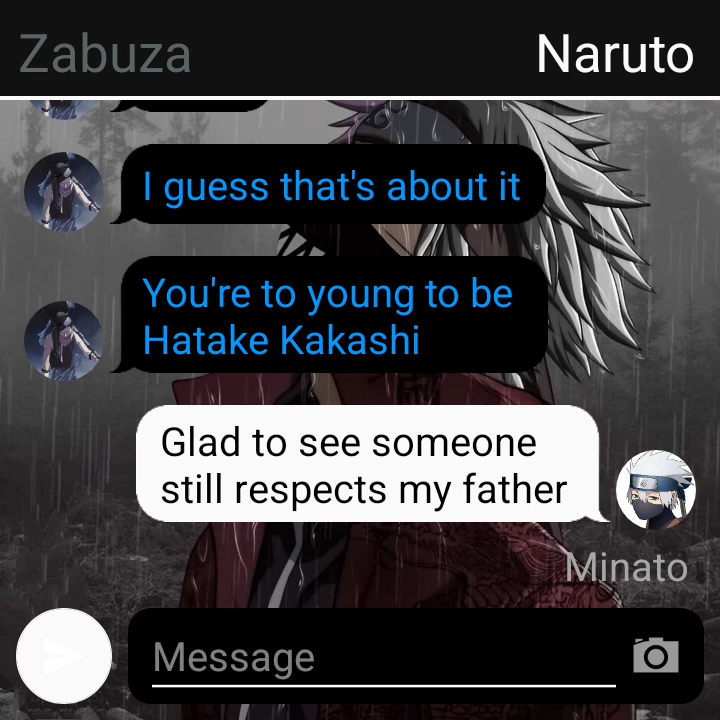 Zabuza
Naruto
I guess that's about it
You're to young to be
Hatake Kakashi
Glad to see someone
still respects my father
Minato
Message